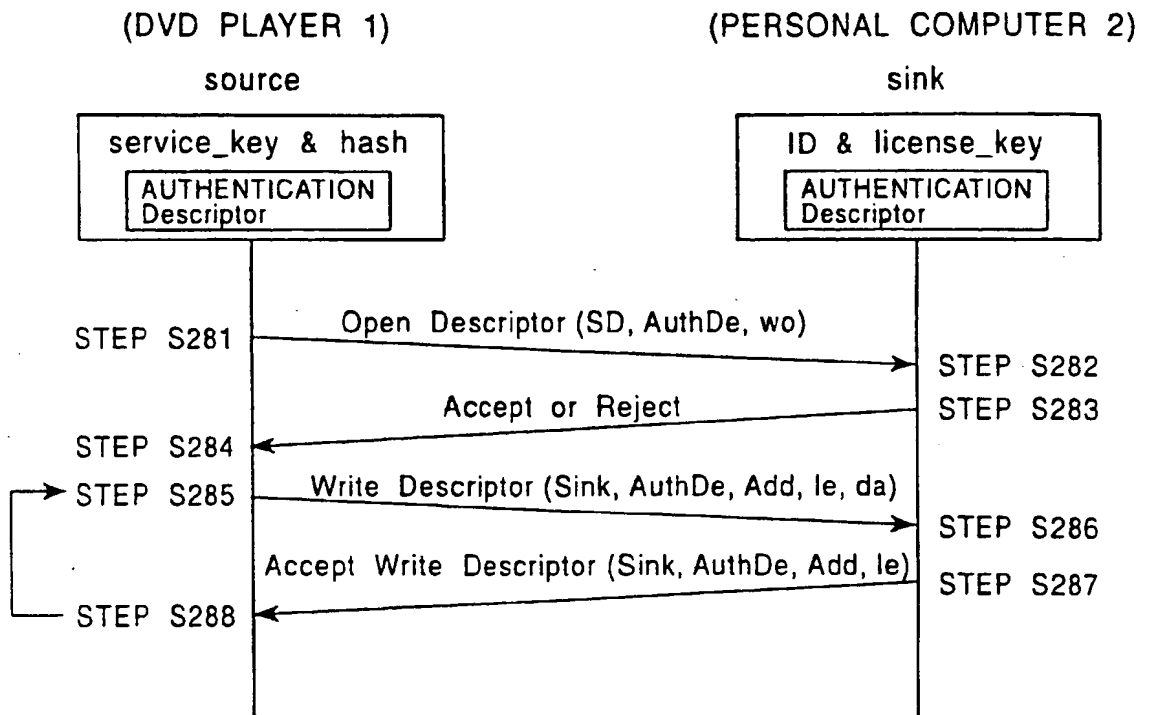 (DVD PLAYER 1)
(PERSONAL COMPUTER 2)
source
sink
service_key & hash
AUTHENTICATION
Descriptor
ID & license_key
AUTHENTICATION
Descriptor
STEP S281
Open Descriptor (SD, AuthDe, wo)
STEP S282
Accept or Reject
STEP S283
STEP S284
STEP S285
Write Descriptor (Sink, AuthDe, Add, le, da)
STEP S286
Accept Write Descriptor (Sink, AuthDe, Add, le)
STEP S287
STEP S288